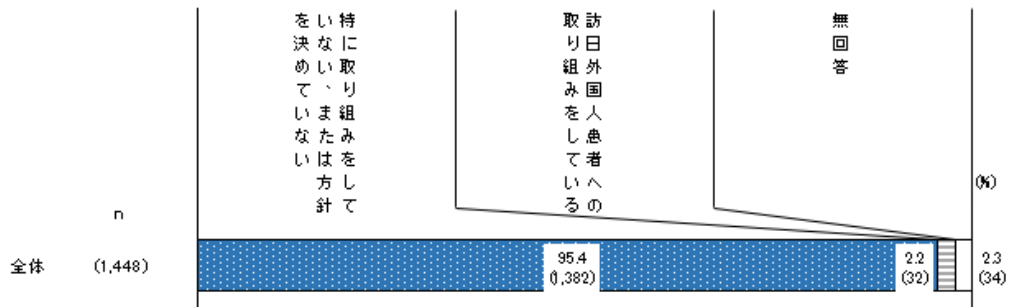 特に取り組みをして
いない、または方針
を決めていない
訪日外国人患者への
取り組みをしている
無回答
(%)
n
全体
(1,448)
95.4
(1,382)
2.2
(32)
2.3
(34)